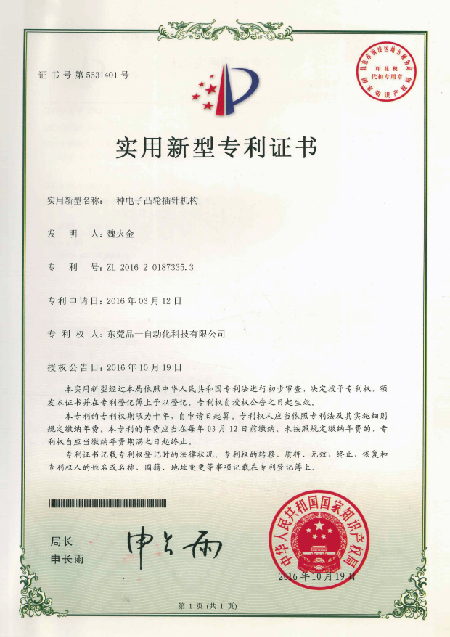 证书号第5531401号
实用新型专利证书
实用新型名称：一种电子凸轮插针机构
发明人：魏火金
专利号：ZL 2016 2 0187335.3
专利申请日：2016年03月12日
专利权人：东莞品一自动化科技有限公司
授权公告日：2016年10月19日
本实用新型经过本局依照中华人民共和国专利法进行初步审查，决定授予专利权，颁
发本证书并在专利登记簿上予以登记。专利权自授权公告之日起生效。
本专利的专利权期限为十年，自申请日起算。专利权人应当依照专利法及其实施细则
规定缴纳年费。本专利的年费应当在每年03月12日前缴纳。未按照规定缴纳年费的，专利
权自应当缴纳年费期满之日起终止。
专利证书记载专利权登记时的法律状况。专利权的转移、质押、无效、终止、恢复和
专利权人的姓名或名称、国籍、地址变更等事项记载在专利登记簿上。
局长
申长雨
申长雨
中华人民共和国国家知识产权局
2016年10月19日
第1页（共1页）